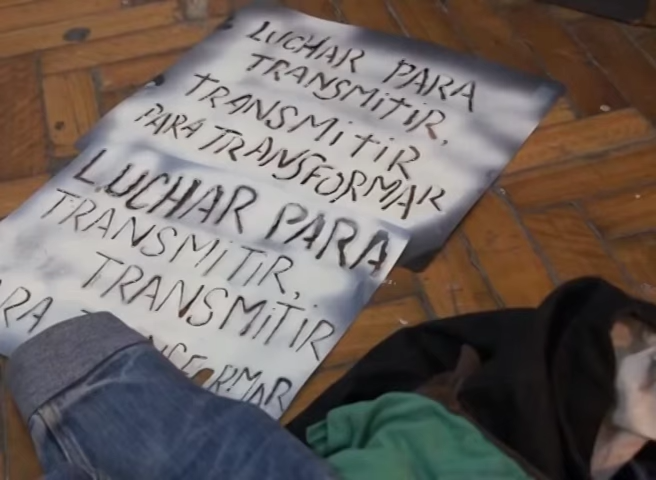 LUCHAR PARA
TRANSMiTiR,
TRANSMiTiR
PARA TRANSFORMAR
LUCHAR PARA
TRANSMiTiR,
TRANSMiTiR